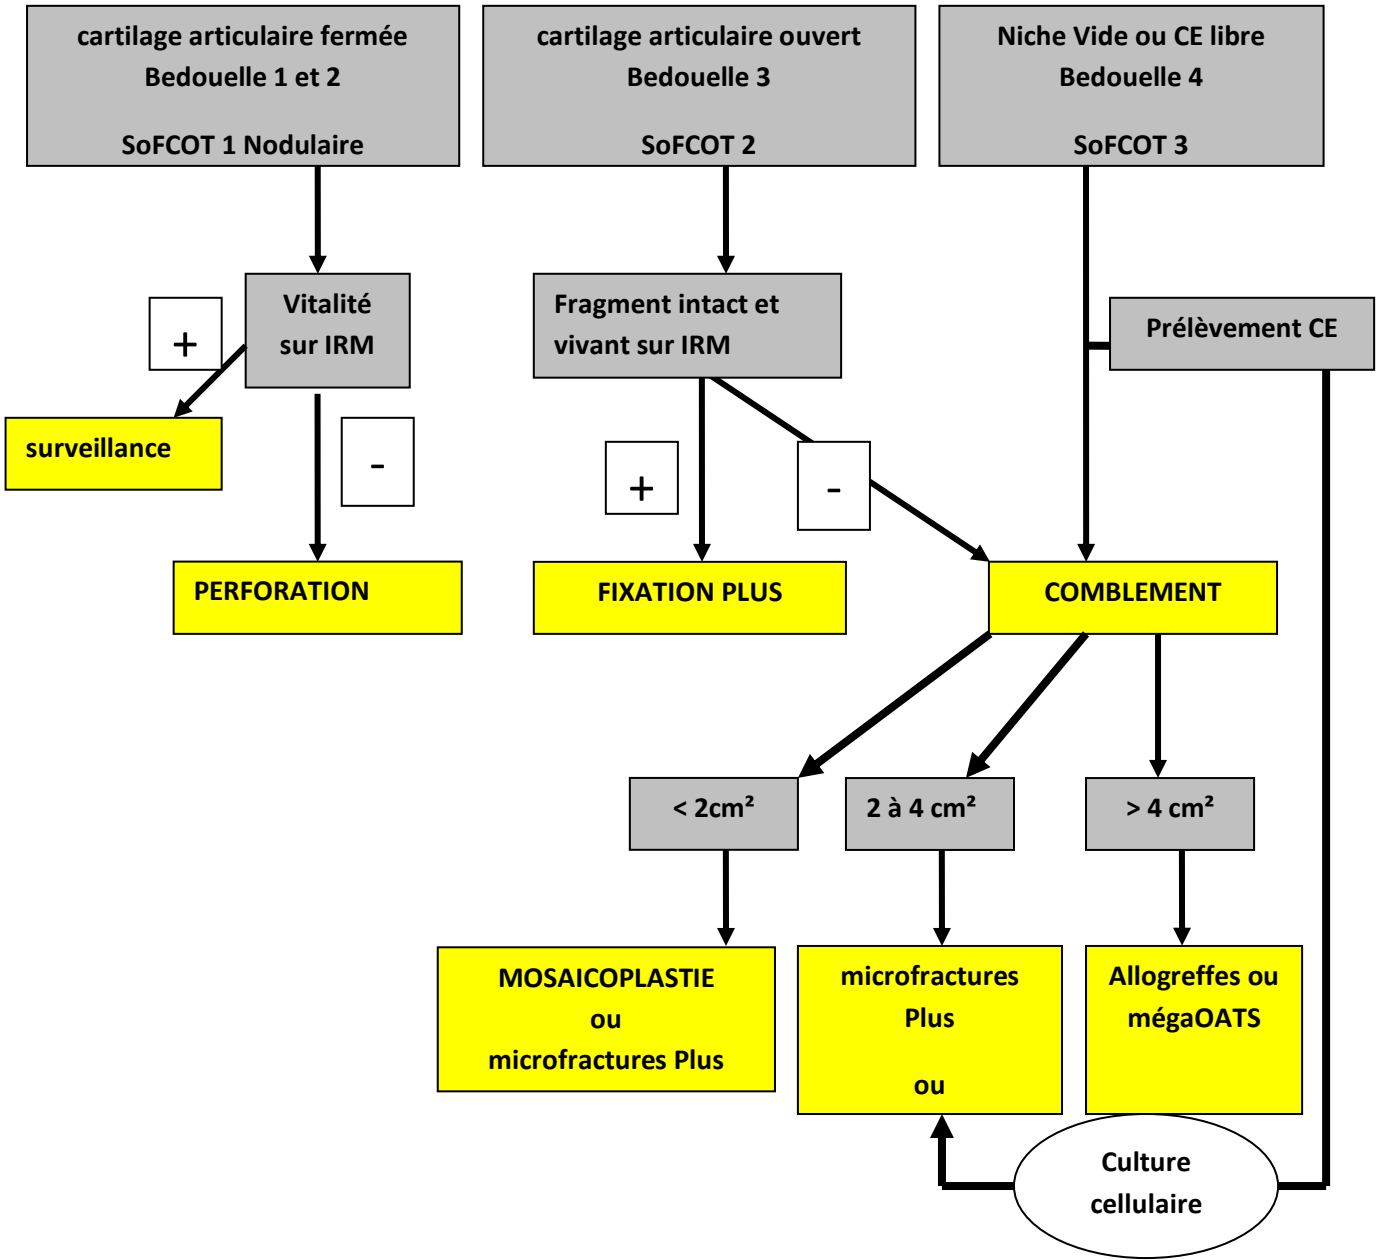 cartilage articulaire fermée
Bedouelle 1 et 2
SoFCOT 1 Nodulaire
cartilage articulaire ouvert
Bedouelle 3
SoFCOT 2
Niche Vide ou CE libre
Bedouelle 4
SoFCOT 3
Vitalité
sur IRM
Fragment intact et
vivant sur IRM
Prélèvement CE
+
surveillance
-
+
-
PERFORATION
FIXATION PLUS
COMBLEMENT
< 2cm²
2 à 4 cm²
> 4 cm²
MOSAICOPLASTIE
ou
microfractures Plus
microfractures
Plus
ou
Allogreffes ou
mégaOATS
Culture
cellulaire